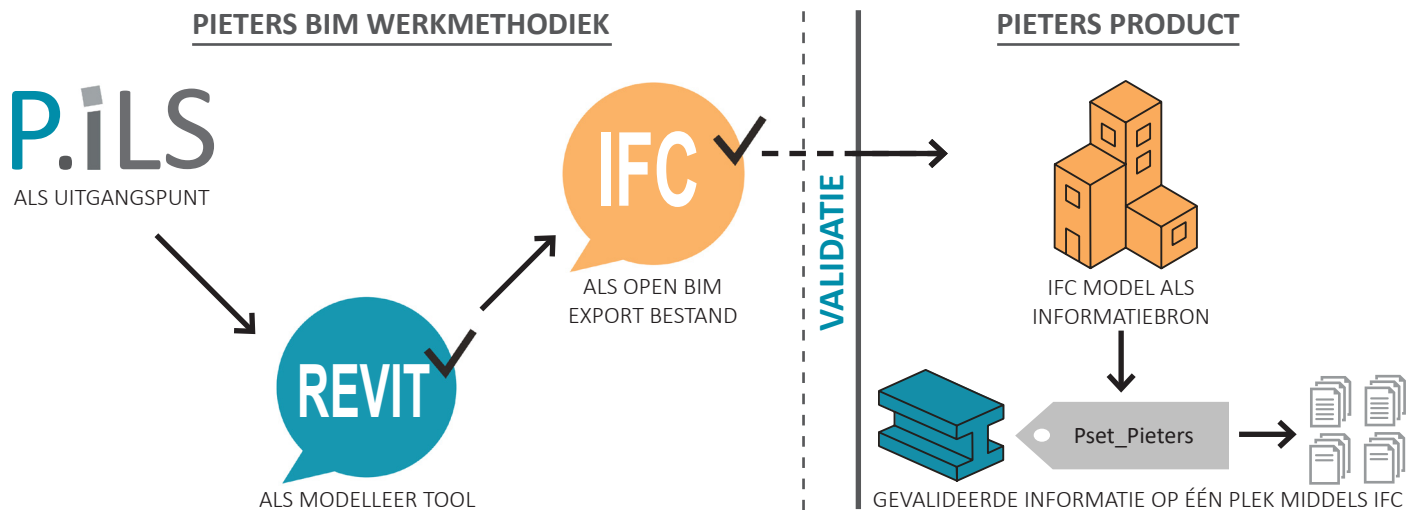 PIETERS BIM WERKMETHODIEK
P.iLS
ALS UITGANGSPUNT
REVIT
ALS MODELLEER TOOL
IFC
ALS OPEN BIM
EXPORT BESTAND
VALIDATIE
PIETERS PRODUCT
IFC MODEL ALS
INFORMATIEBRON
Pset_Pieters
GEVALIDEERDE INFORMATIE OP ÉÉN PLEK MIDDELS IFC